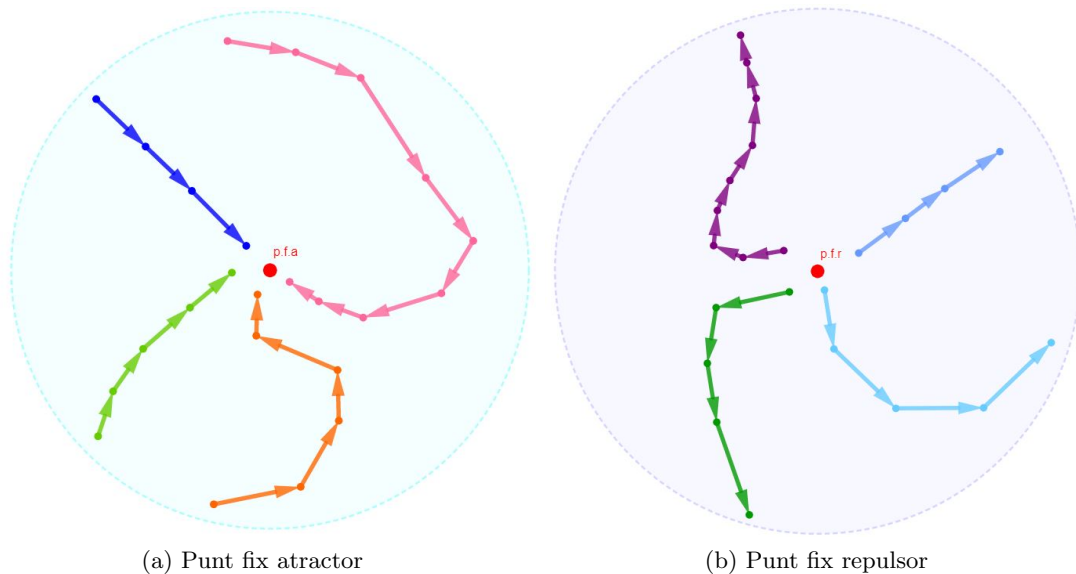 p.f.a
p.f.r
(a) Punt fix atractor
(b) Punt fix repulsor